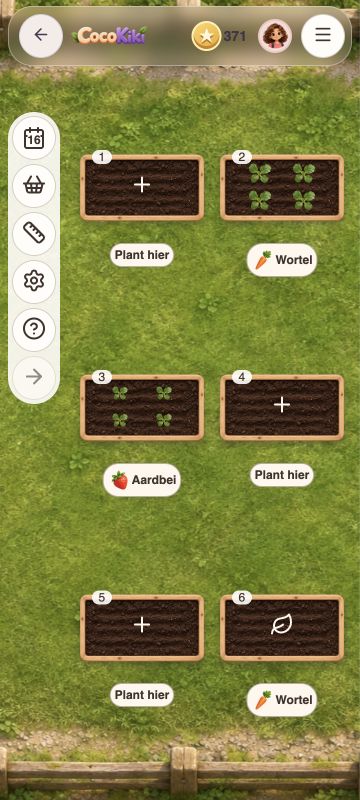 CocoKiki
371
16
1
2
Plant hier
Wortel
3
4
Aardbei
Plant hier
5
6
Plant hier
Wortel